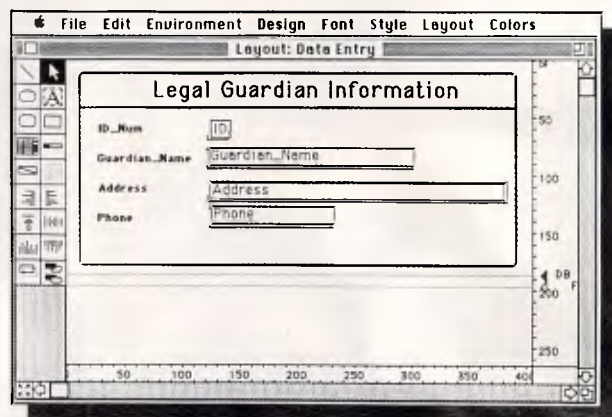 File Edit Environment Design Font Style Layout Colors
Layout: Data Entry
Legal Guardian Information
ID_Num ID
Guardian_Name Guardian_Name
Address Address
Phone Phone
A
50
100
150
DB
200 F
250
50 100 150 200 250 300 350 400